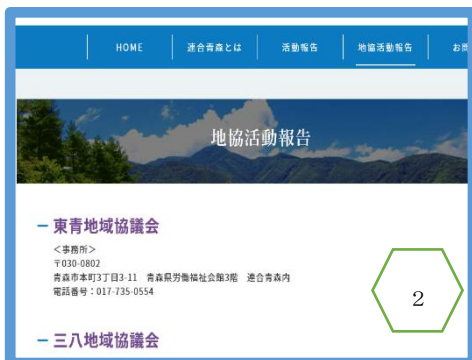 HOME 連合青森とは 活動報告 地協活動報告 お
地協活動報告
東青地域協議会
＜事務所＞
〒030-0802
青森市本町3丁目3-11 青森県労働福祉会館3階 連合青森内
電話番号：017-735-0554
2
三八地域協議会